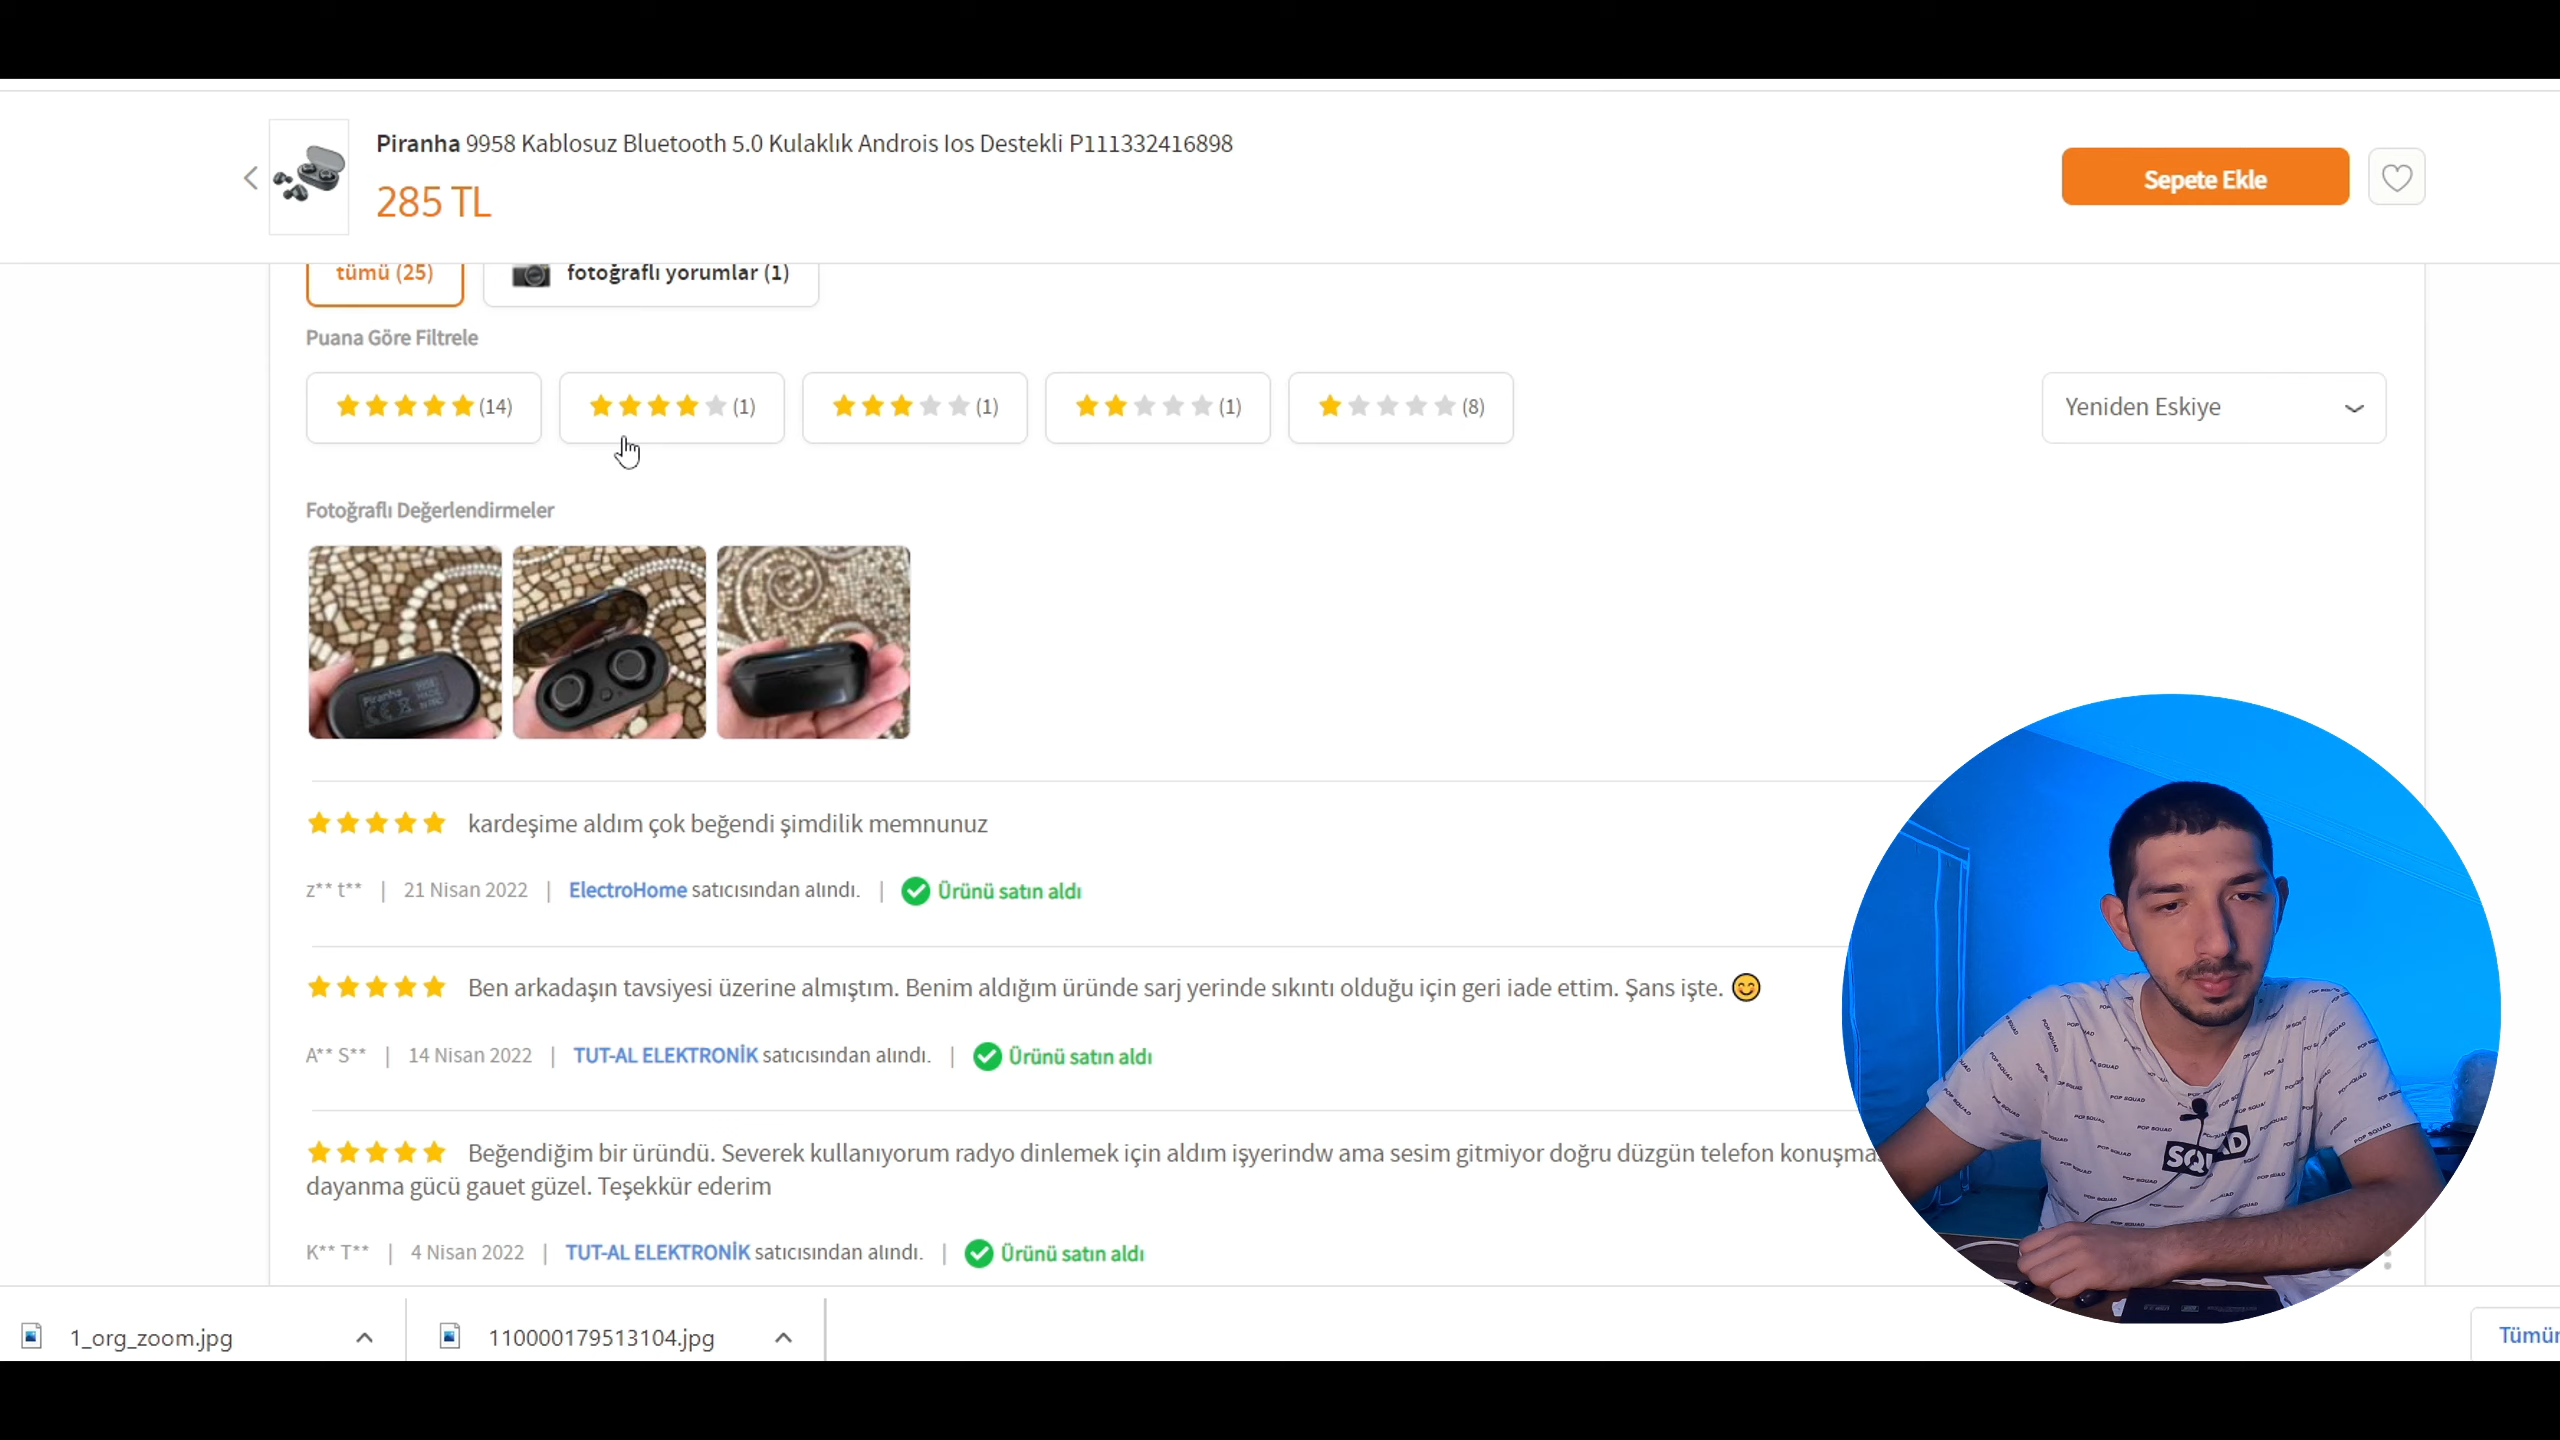 Piranha 9958 Kablosuz Bluetooth 5.0 Kulaklık Androis Ios Destekli P111332416898
285 TL
Sepete Ekle
tümü (25)
fotoğraflı yorumlar (1)
Puana Göre Filtrele
(14)
(1)
(1)
(1)
(8)
Yeniden Eskiye
Fotoğraflı Değerlendirmeler
Piranha
kardeşime aldım çok beğendi şimdilik memnunuz
z** t** | 21 Nisan 2022 | ElectroHome satıcısından alındı. | Ürünü satın aldı
Ben arkadaşın tavsiyesi üzerine almıştım. Benim aldığım üründe sarj yerinde sıkıntı olduğu için geri iade ettim. Şans işte. 😊
A** S** | 14 Nisan 2022 | TUT-AL ELEKTRONİK satıcısından alındı. | Ürünü satın aldı
Beğendiğim bir üründü. Severek kullanıyorum radyo dinlemek için aldım işyerindw ama sesim gitmiyor doğru düzgün telefon konuşmas
dayanma gücü gauet güzel. Teşekkür ederim
K** T** | 4 Nisan 2022 | TUT-AL ELEKTRONİK satıcısından alındı. | Ürünü satın aldı
POP SQUAD
1_org_zoom.jpg
110000179513104.jpg
Tümün